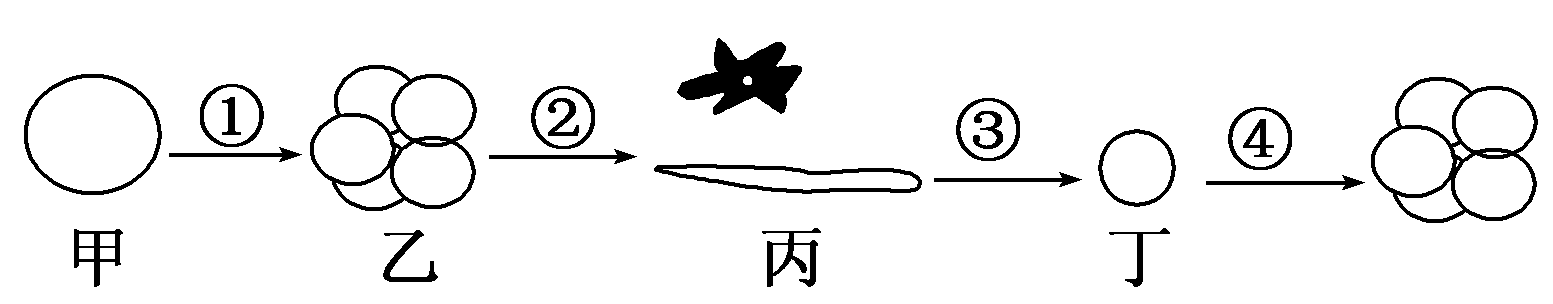 ① ② ③ ④
甲 乙 丙 丁